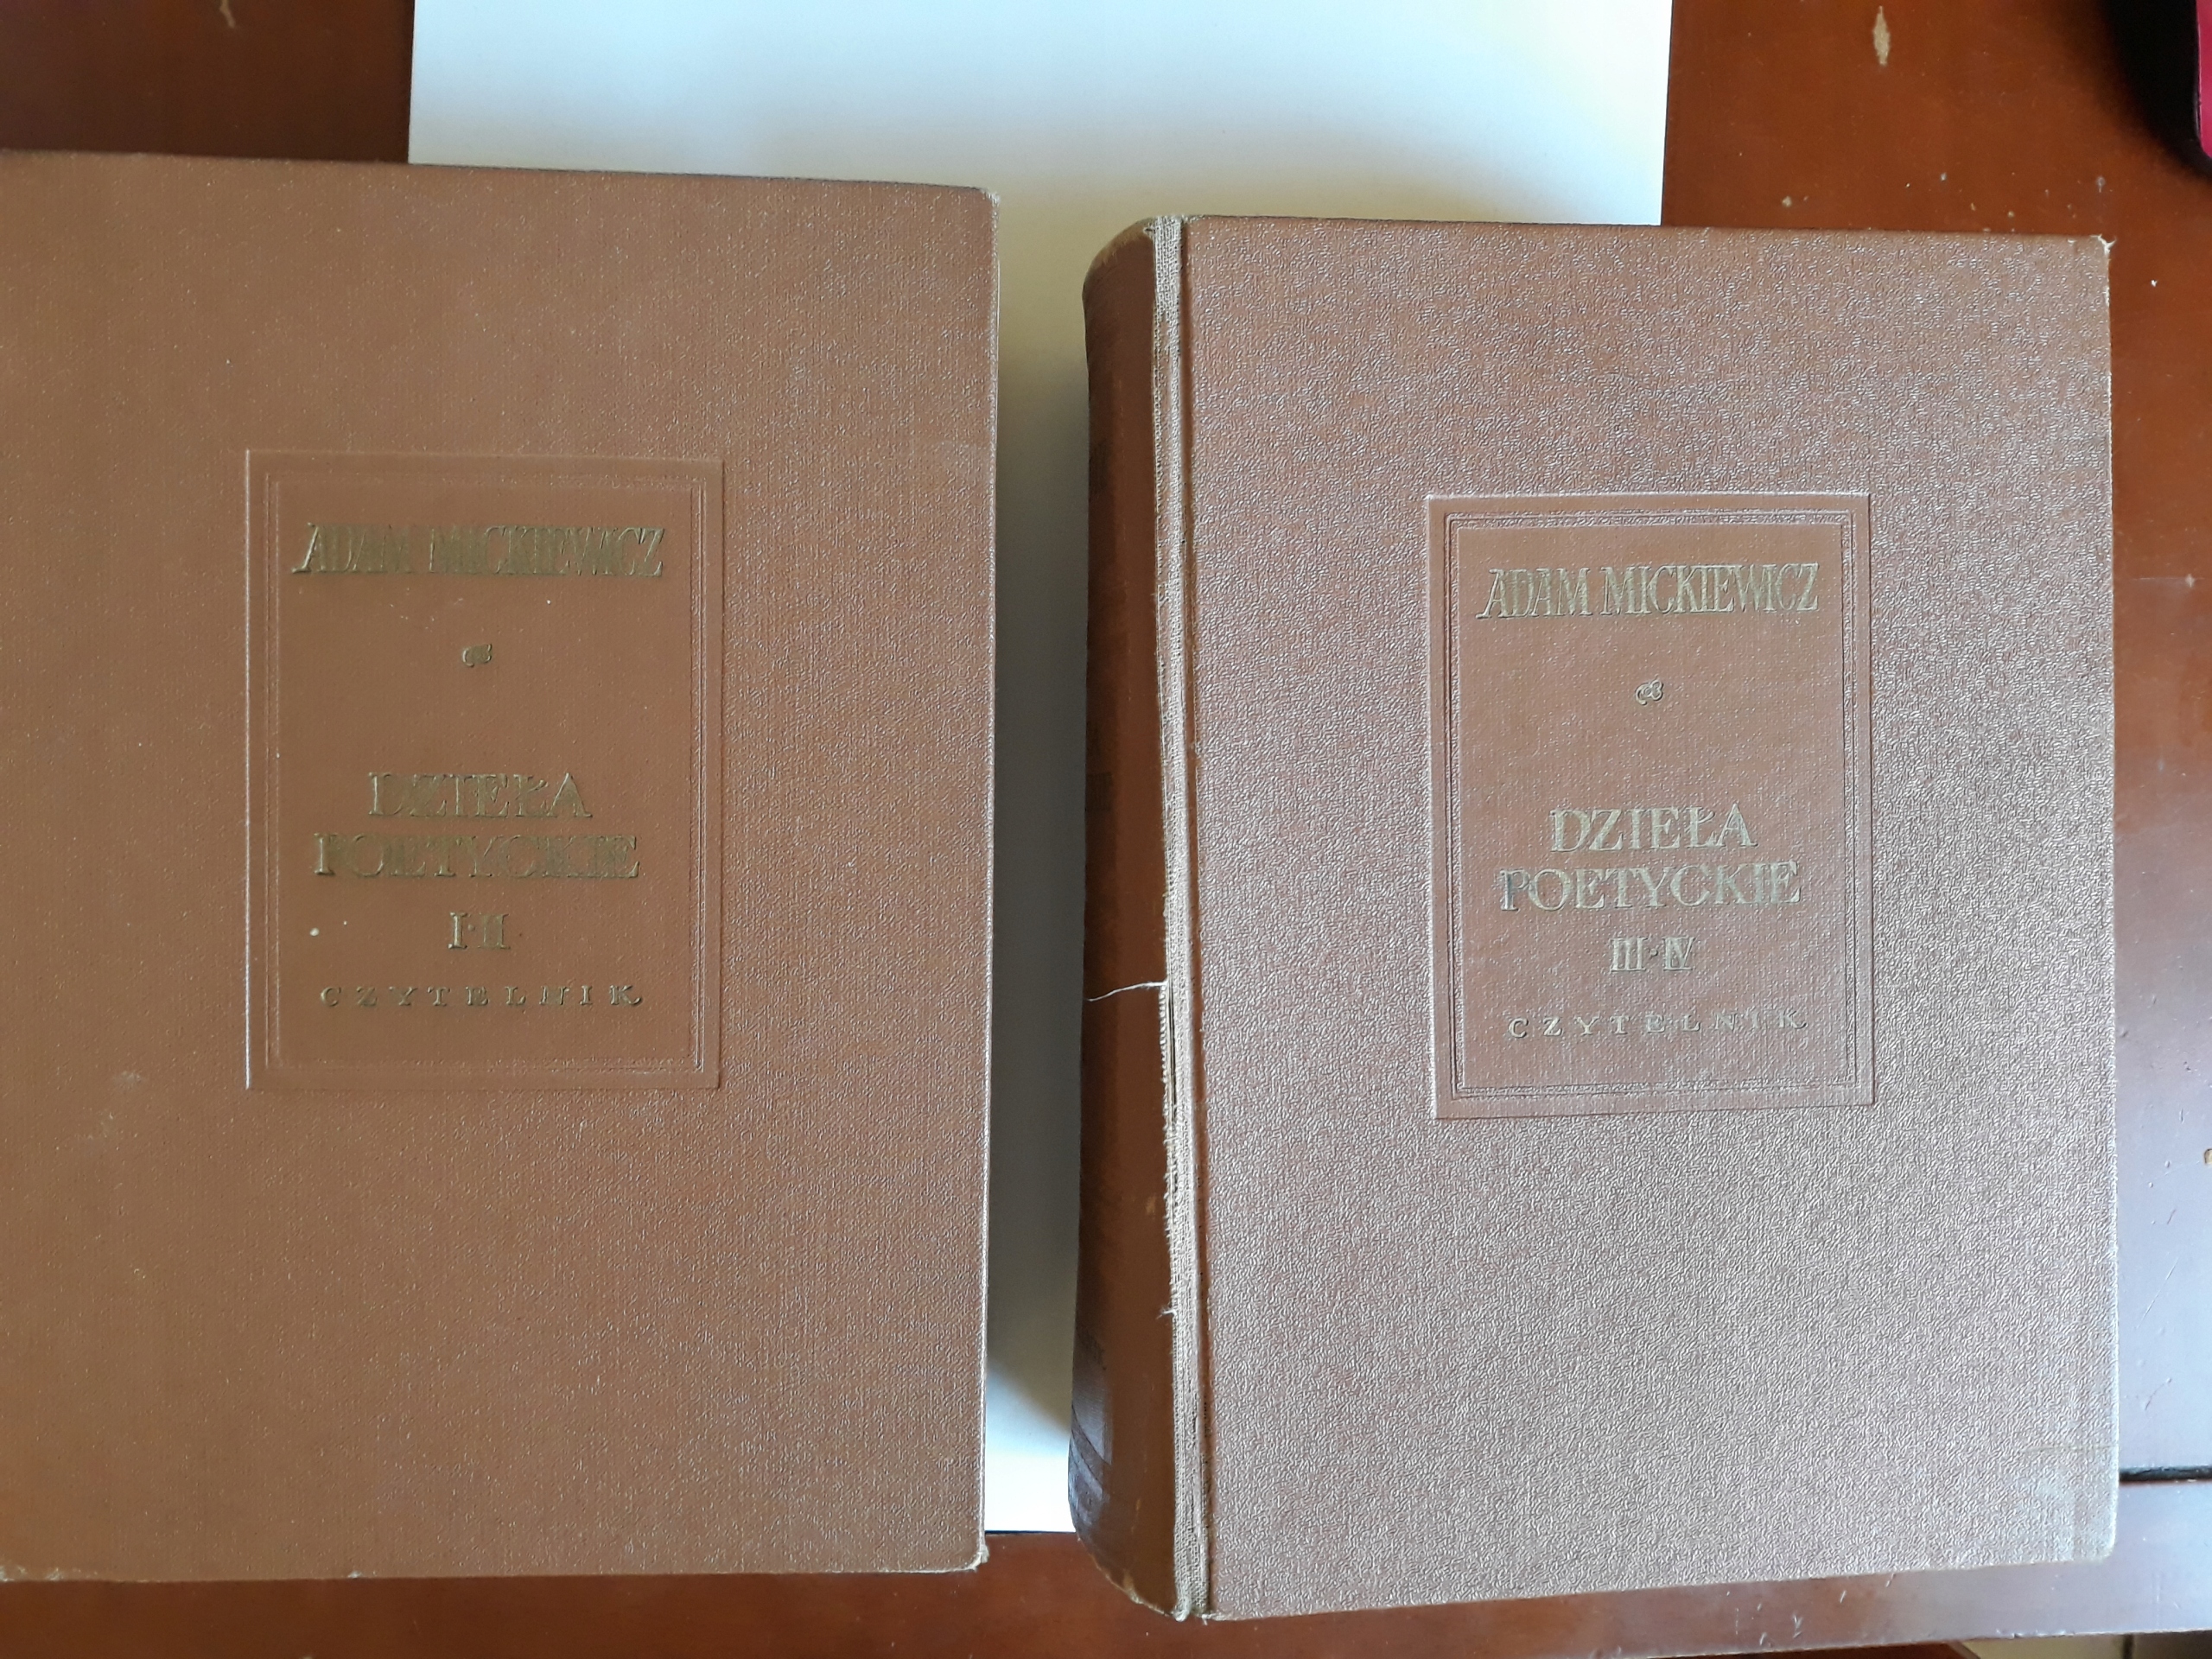 ADAM MICKIEWICZ
DZIEŁA
POETYCKIE
I·II
CZYTELNIK
ADAM MICKIEWICZ
DZIEŁA
POETYCKIE
III·IV
CZYTELNIK